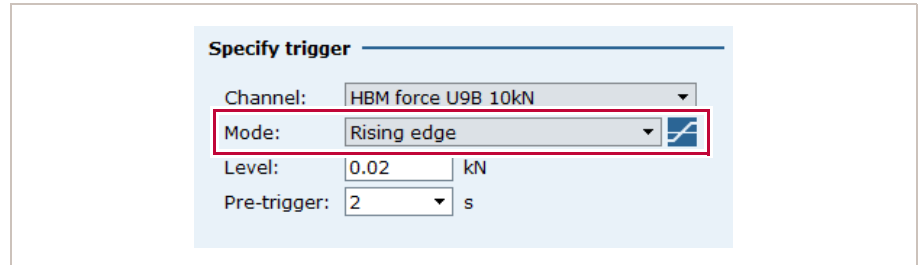 Specify trigger
Channel: HBM force U9B 10kN
Mode: Rising edge
Level: 0.02 kN
Pre-trigger: 2 s